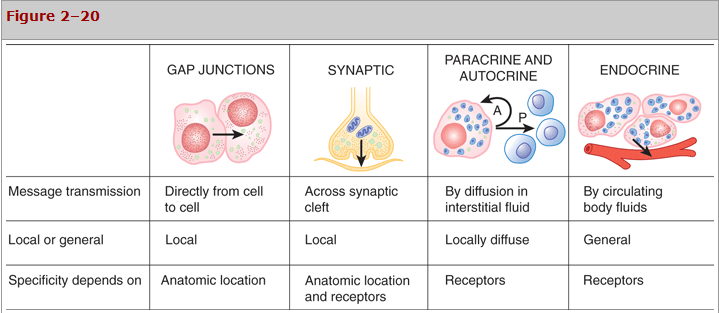 Figure 2–20
GAP JUNCTIONS
SYNAPTIC
PARACRINE AND
AUTOCRINE
ENDOCRINE
A
P
Message transmission
Directly from cell
to cell
Across synaptic
cleft
By diffusion in
interstitial fluid
By circulating
body fluids
Local or general
Local
Local
Locally diffuse
General
Specificity depends on
Anatomic location
Anatomic location
and receptors
Receptors
Receptors